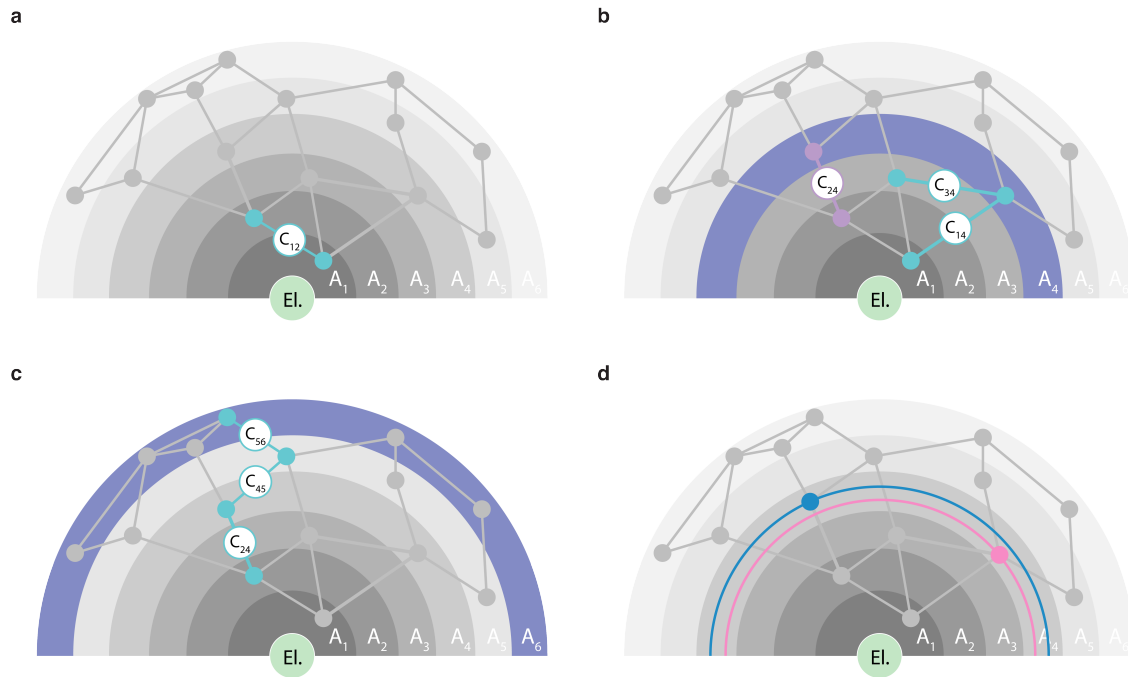 a
C₁₂
A₁ A₂ A₃ A₄ A₅ A₆
El.
b
C₂₄
C₃₄
C₁₄
A₁ A₂ A₃ A₄ A₅ A₆
El.
c
C₅₆
C₄₅
C₂₄
A₁ A₂ A₃ A₄ A₅ A₆
El.
d
A₁ A₂ A₃ A₄ A₅ A₆
El.